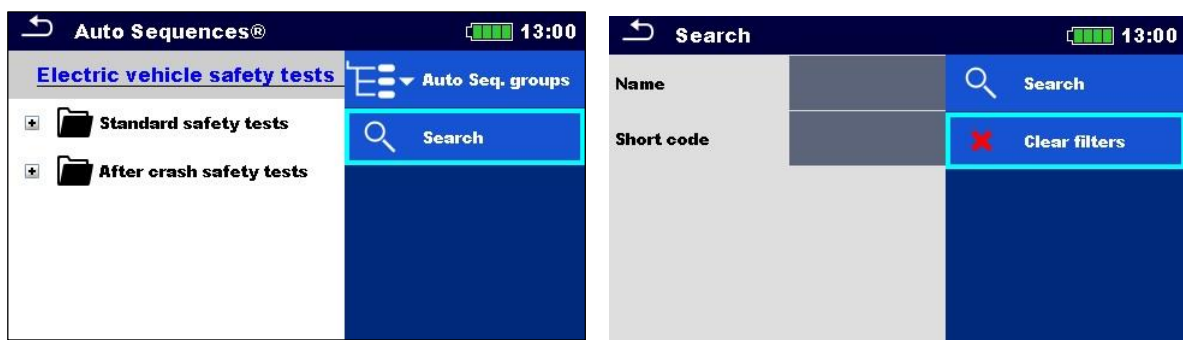 Auto Sequences® 13:00
Electric vehicle safety tests
Auto Seq. groups
Standard safety tests
Search
After crash safety tests
Search 13:00
Name
Search
Short code
Clear filters